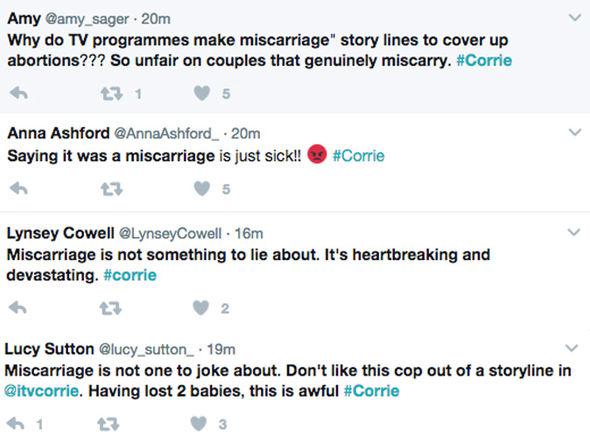 Amy @amy_sager · 20m
Why do TV programmes make miscarriage" story lines to cover up
abortions??? So unfair on couples that genuinely miscarry. #Corrie
1 5
Anna Ashford @AnnaAshford_ · 20m
Saying it was a miscarriage is just sick!! 😡 #Corrie
5
Lynsey Cowell @LynseyCowell · 16m
Miscarriage is not something to lie about. It's heartbreaking and
devastating. #corrie
2
Lucy Sutton @lucy_sutton_ · 19m
Miscarriage is not one to joke about. Don't like this cop out of a storyline in
@itvcorrie. Having lost 2 babies, this is awful #Corrie
1 3